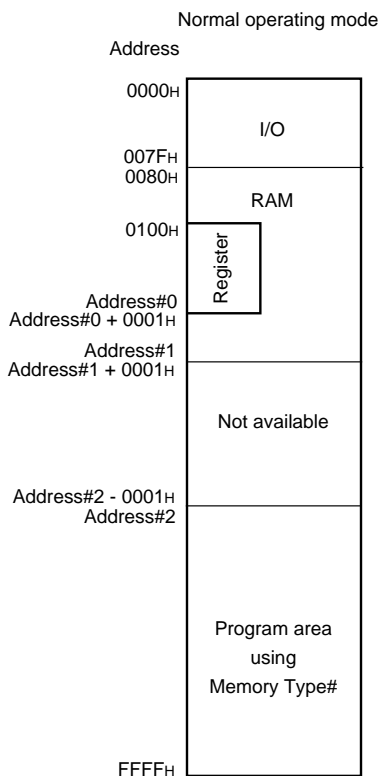 Normal operating mode
Address
0000H
I/O
007FH
0080H
RAM
0100H
Register
Address#0
Address#0 + 0001H
Address#1
Address#1 + 0001H
Not available
Address#2 - 0001H
Address#2
Program area
using
Memory Type#
FFFFH